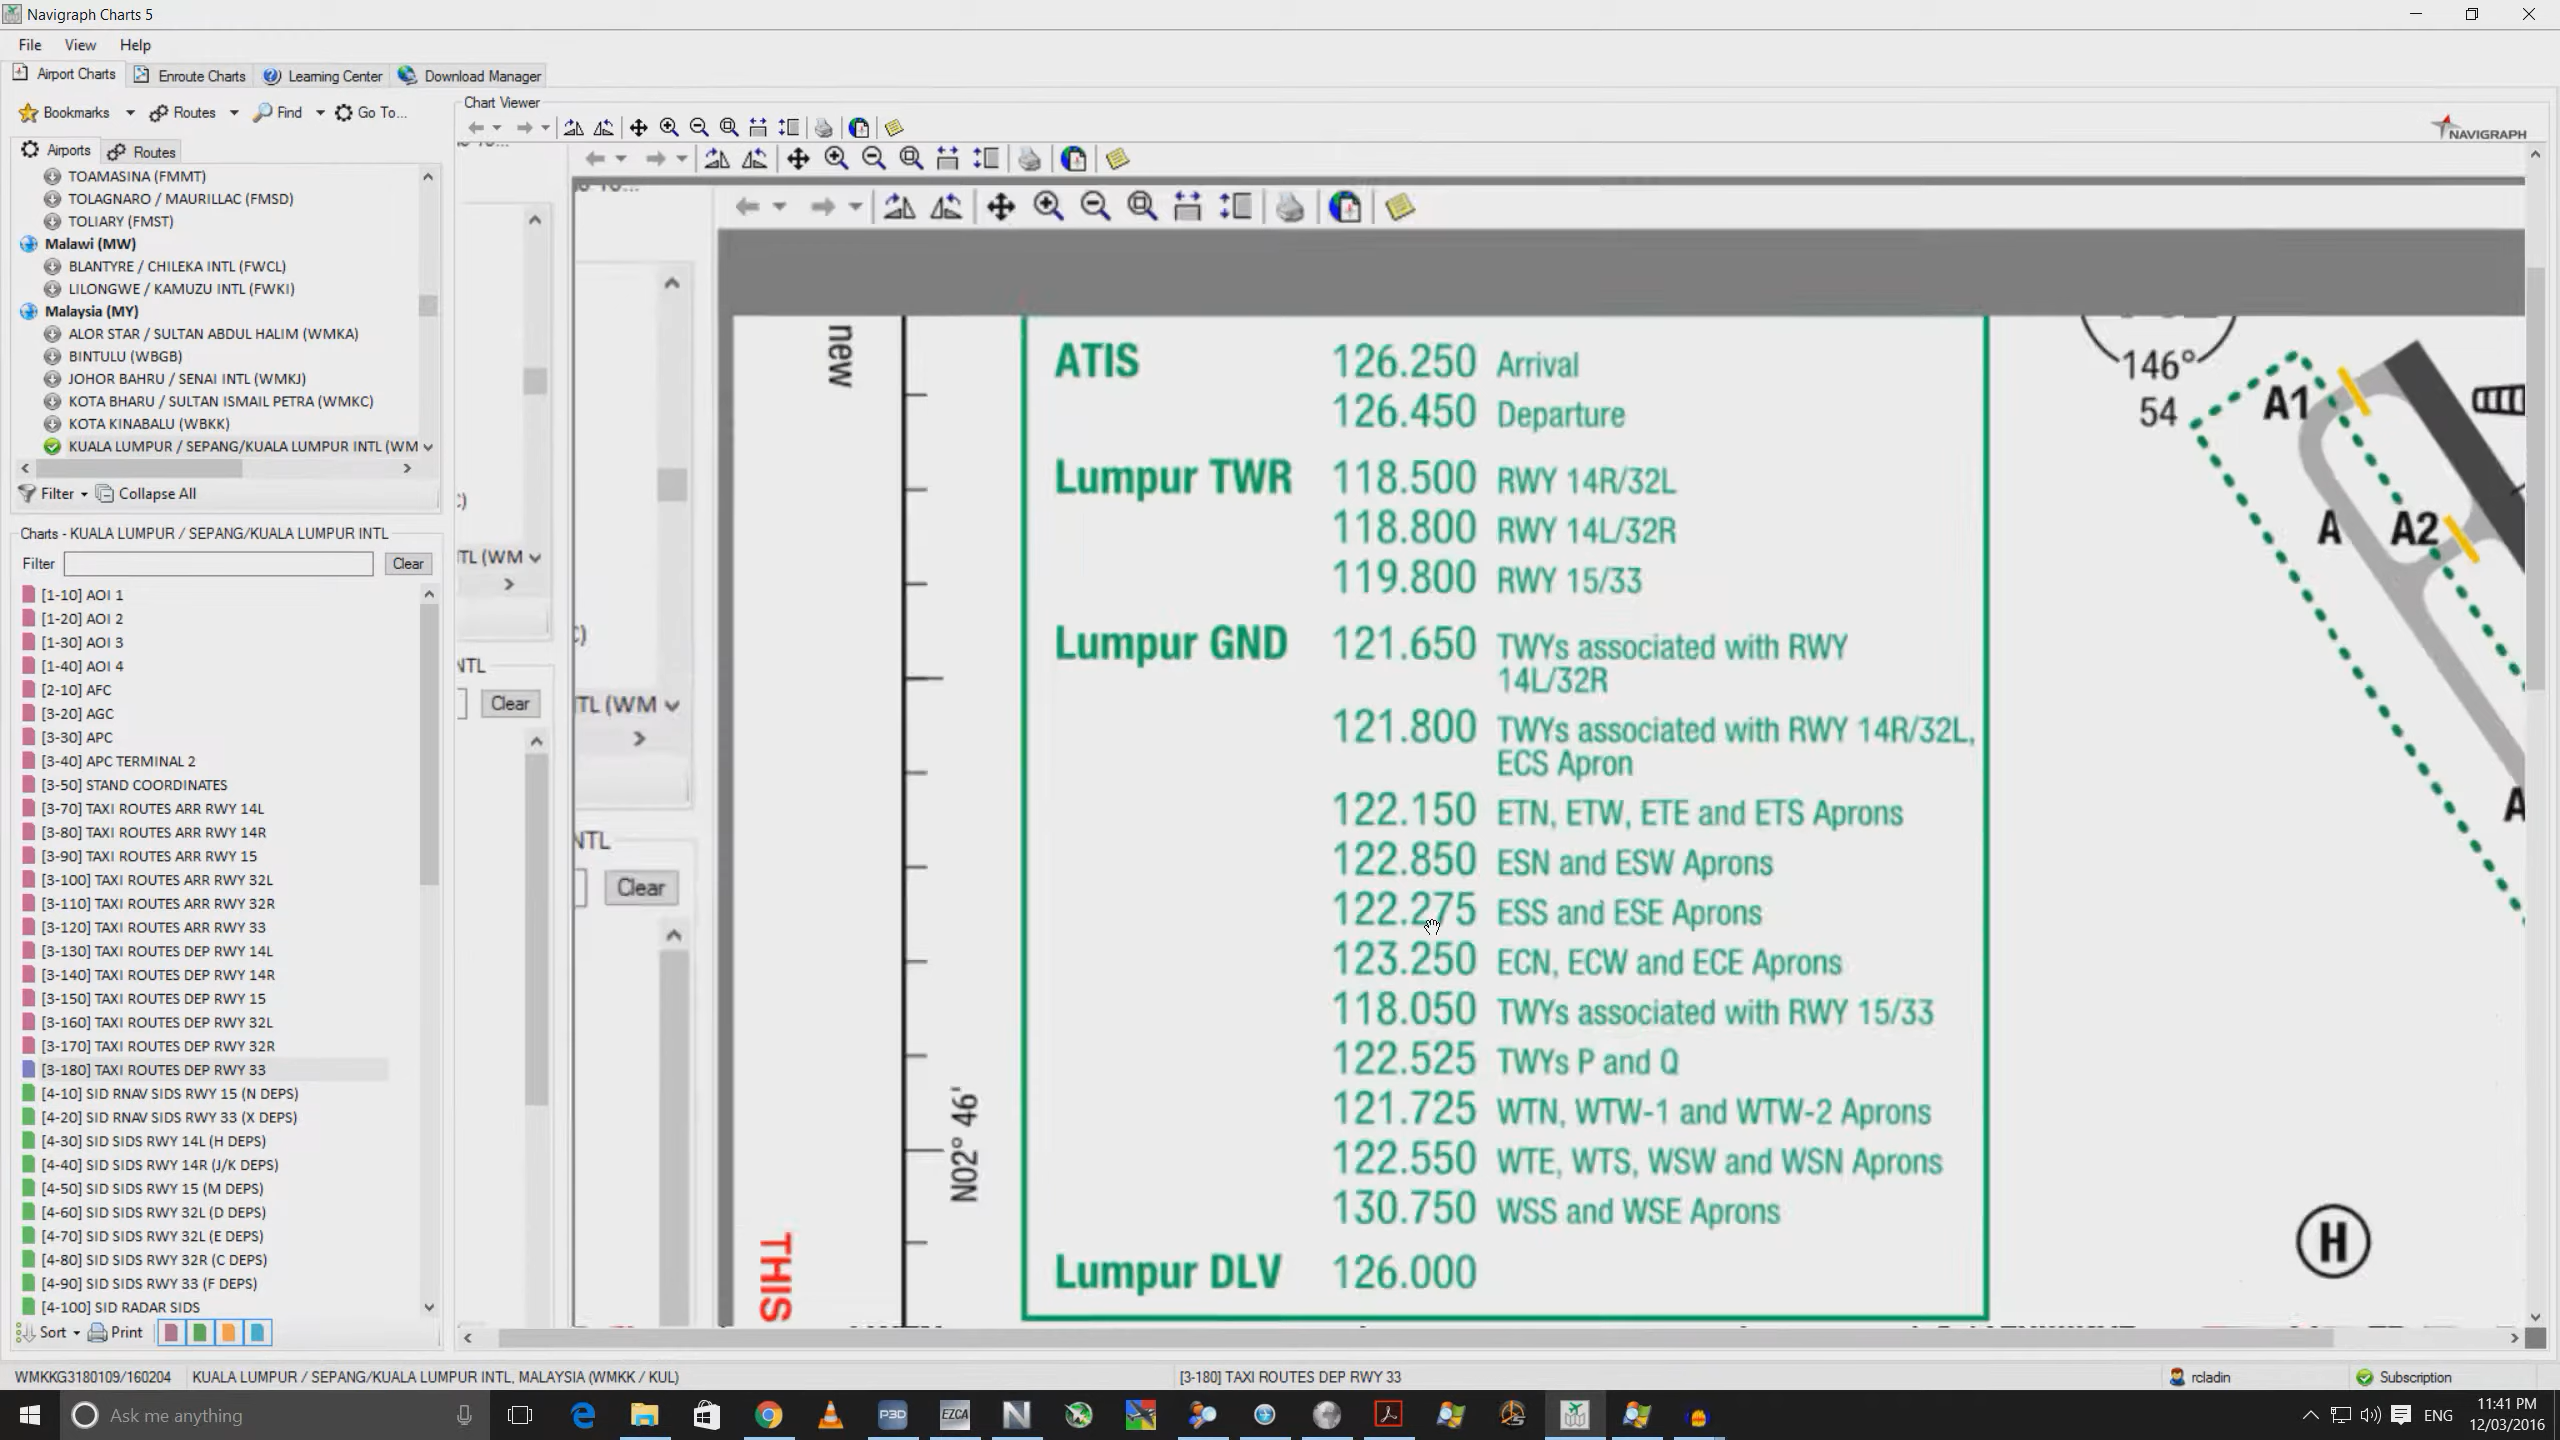 Navigraph Charts 5
File View Help
Airport Charts Enroute Charts Learning Center Download Manager
Bookmarks Routes Find Go To...
Airports Routes
TOAMASINA (FMMT)
TOLAGNARO / MAURILLAC (FMSD)
TOLIARY (FMST)
Malawi (MW)
BLANTYRE / CHILEKA INTL (FWCL)
LILONGWE / KAMUZU INTL (FWKI)
Malaysia (MY)
ALOR STAR / SULTAN ABDUL HALIM (WMKA)
BINTULU (WBGB)
JOHOR BAHRU / SENAI INTL (WMKJ)
KOTA BHARU / SULTAN ISMAIL PETRA (WMKC)
KOTA KINABALU (WBKK)
KUALA LUMPUR / SEPANG/KUALA LUMPUR INTL (WM
Filter Collapse All
Charts - KUALA LUMPUR / SEPANG/KUALA LUMPUR INTL
Filter Clear
[1-10] AOI 1
[1-20] AOI 2
[1-30] AOI 3
[1-40] AOI 4
[2-10] AFC
[3-20] AGC
[3-30] APC
[3-40] APC TERMINAL 2
[3-50] STAND COORDINATES
[3-70] TAXI ROUTES ARR RWY 14L
[3-80] TAXI ROUTES ARR RWY 14R
[3-90] TAXI ROUTES ARR RWY 15
[3-100] TAXI ROUTES ARR RWY 32L
[3-110] TAXI ROUTES ARR RWY 32R
[3-120] TAXI ROUTES ARR RWY 33
[3-130] TAXI ROUTES DEP RWY 14L
[3-140] TAXI ROUTES DEP RWY 14R
[3-150] TAXI ROUTES DEP RWY 15
[3-160] TAXI ROUTES DEP RWY 32L
[3-170] TAXI ROUTES DEP RWY 32R
[3-180] TAXI ROUTES DEP RWY 33
[4-10] SID RNAV SIDS RWY 15 (N DEPS)
[4-20] SID RNAV SIDS RWY 33 (X DEPS)
[4-30] SID SIDS RWY 14L (H DEPS)
[4-40] SID SIDS RWY 14R (J/K DEPS)
[4-50] SID SIDS RWY 15 (M DEPS)
[4-60] SID SIDS RWY 32L (D DEPS)
[4-70] SID SIDS RWY 32L (E DEPS)
[4-80] SID SIDS RWY 32R (C DEPS)
[4-90] SID SIDS RWY 33 (F DEPS)
[4-100] SID RADAR SIDS
Sort Print
Chart Viewer
NAVIGRAPH
TL (WM
NTL
Clear
TL (WM
NTL
Clear
new
N02° 46'
THIS
ATIS 126.250 Arrival
126.450 Departure
Lumpur TWR 118.500 RWY 14R/32L
118.800 RWY 14L/32R
119.800 RWY 15/33
Lumpur GND 121.650 TWYs associated with RWY
14L/32R
121.800 TWYs associated with RWY 14R/32L,
ECS Apron
122.150 ETN, ETW, ETE and ETS Aprons
122.850 ESN and ESW Aprons
122.275 ESS and ESE Aprons
123.250 ECN, ECW and ECE Aprons
118.050 TWYs associated with RWY 15/33
122.525 TWYs P and Q
121.725 WTN, WTW-1 and WTW-2 Aprons
122.550 WTE, WTS, WSW and WSN Aprons
130.750 WSS and WSE Aprons
Lumpur DLV 126.000
146°
54
A1
A A2
A
H
WMKKG3180109/160204 KUALA LUMPUR / SEPANG/KUALA LUMPUR INTL, MALAYSIA (WMKK / KUL) [3-180] TAXI ROUTES DEP RWY 33 rcladin Subscription
Ask me anything
P3D EZCA N
ENG
11:41 PM
12/03/2016